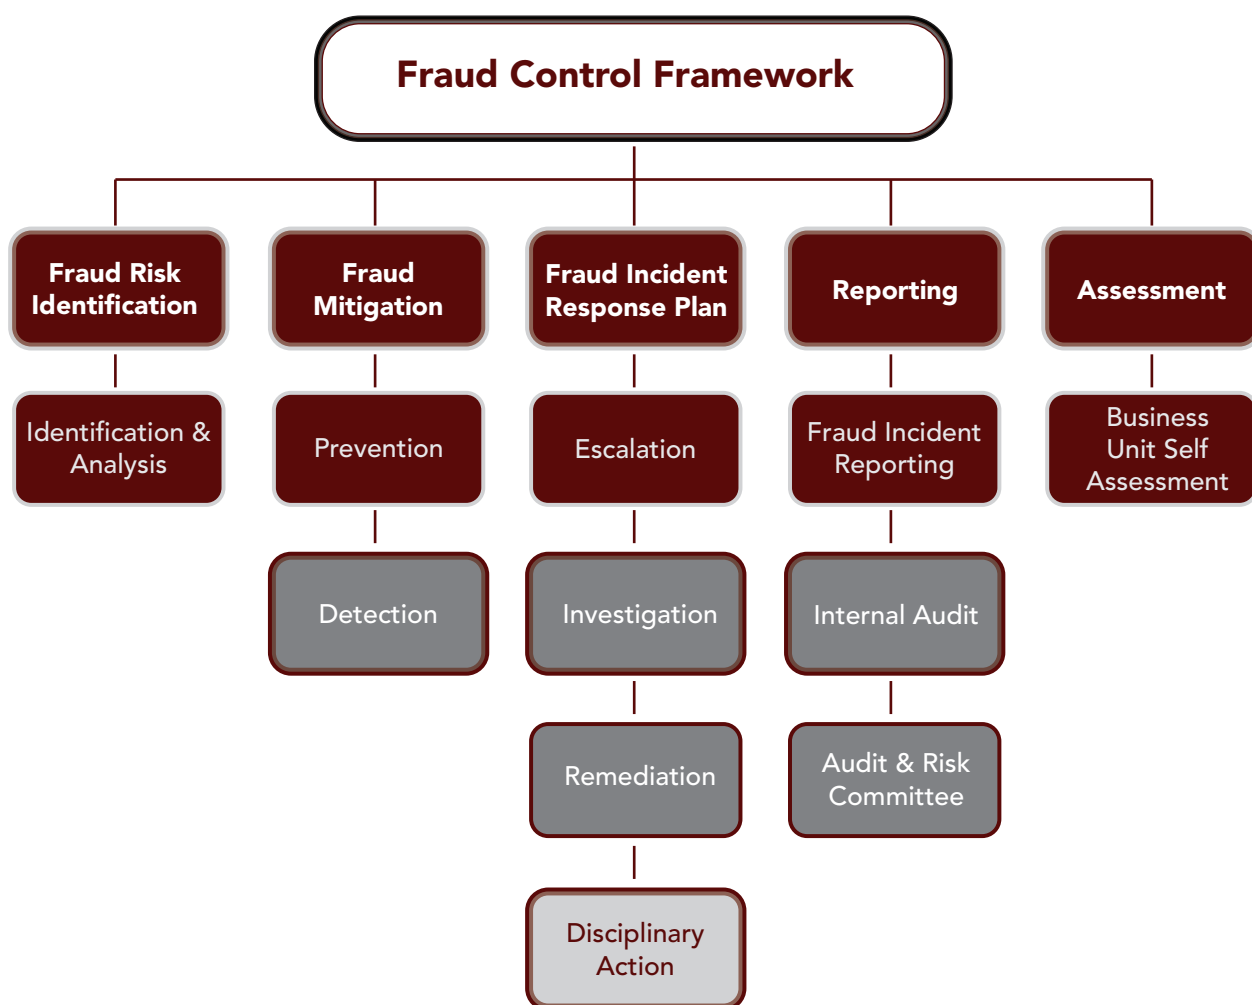 Fraud Control Framework
Fraud Risk
Identification
Fraud
Mitigation
Fraud Incident
Response Plan
Reporting
Assessment
Identification &
Analysis
Prevention
Escalation
Fraud Incident
Reporting
Business
Unit Self
Assessment
Detection
Investigation
Internal Audit
Remediation
Audit & Risk
Committee
Disciplinary
Action